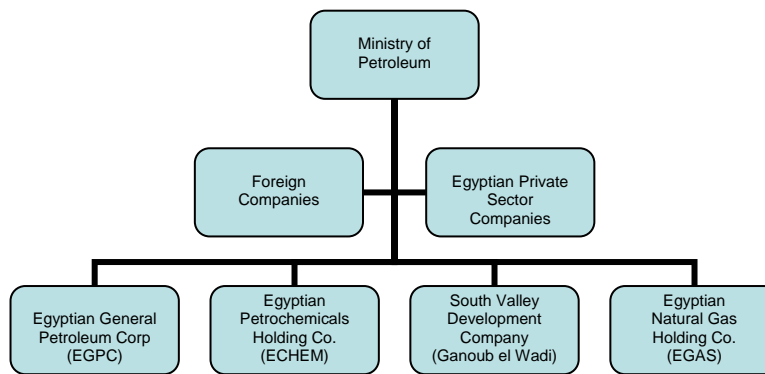 Ministry of
Petroleum
Foreign
Companies
Egyptian Private
Sector
Companies
Egyptian General
Petroleum Corp
(EGPC)
Egyptian
Petrochemicals
Holding Co.
(ECHEM)
South Valley
Development
Company
(Ganoub el Wadi)
Egyptian
Natural Gas
Holding Co.
(EGAS)